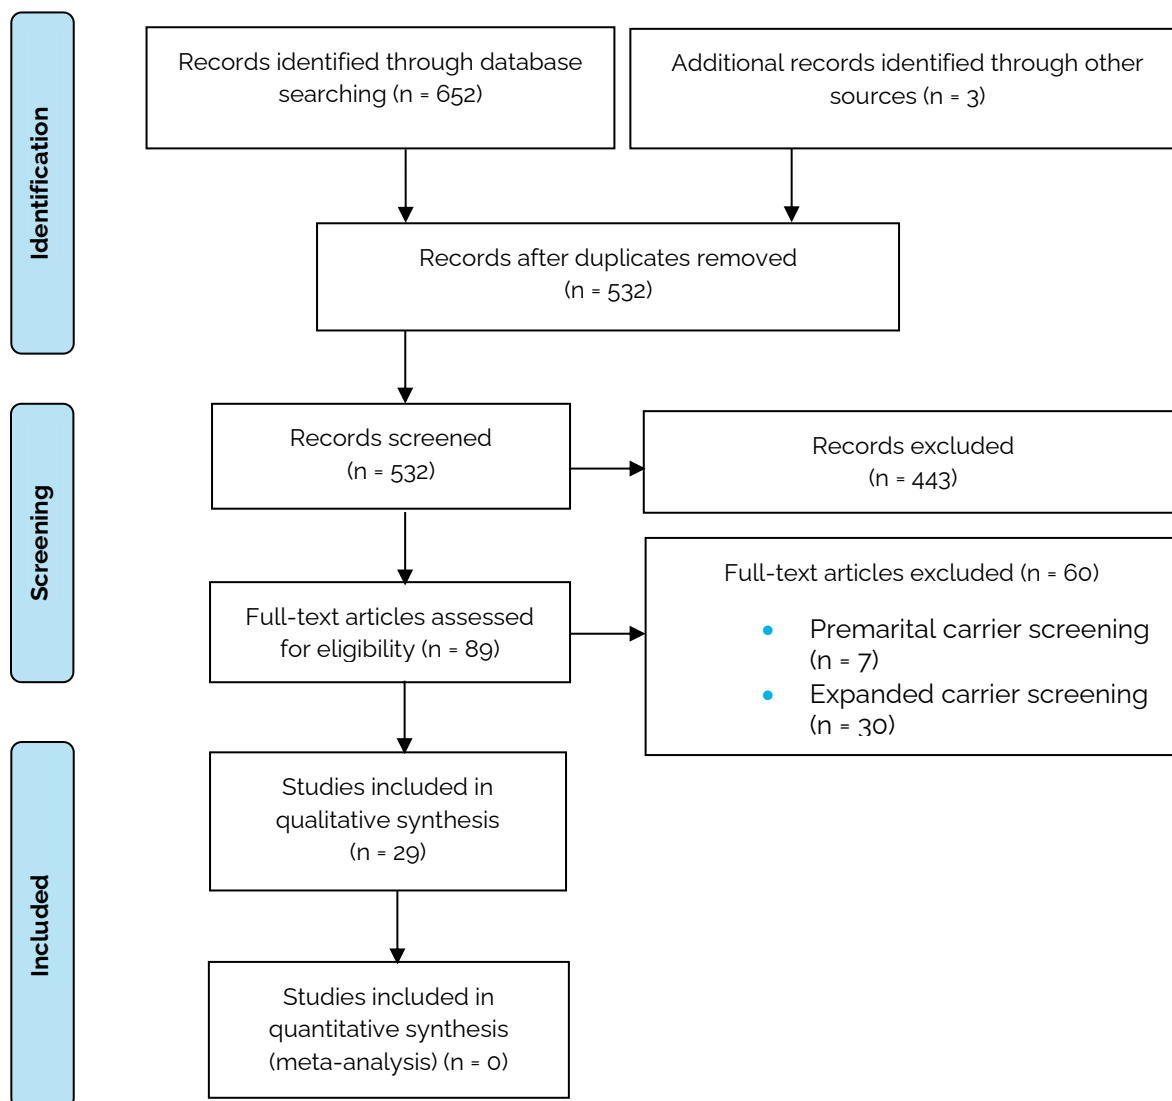 Identification
Records identified through database
searching (n = 652)
Additional records identified through other
sources (n = 3)
Records after duplicates removed
(n = 532)
Screening
Records screened
(n = 532)
Records excluded
(n = 443)
Full-text articles assessed
for eligibility (n = 89)
Full-text articles excluded (n = 60)
• Premarital carrier screening
(n = 7)
• Expanded carrier screening
(n = 30)
Included
Studies included in
qualitative synthesis
(n = 29)
Studies included in
quantitative synthesis
(meta-analysis) (n = 0)